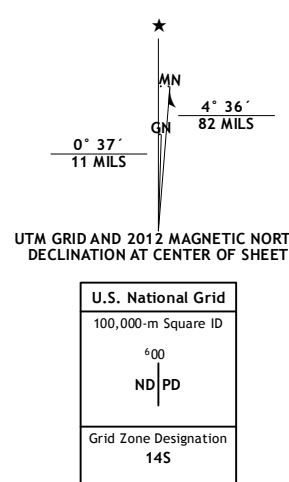 MN
4° 36´
82 MILS
GN
0° 37´
11 MILS
UTM GRID AND 2012 MAGNETIC NORT
DECLINATION AT CENTER OF SHEET
U.S. National Grid
100,000-m Square ID
600
ND PD
Grid Zone Designation
14S